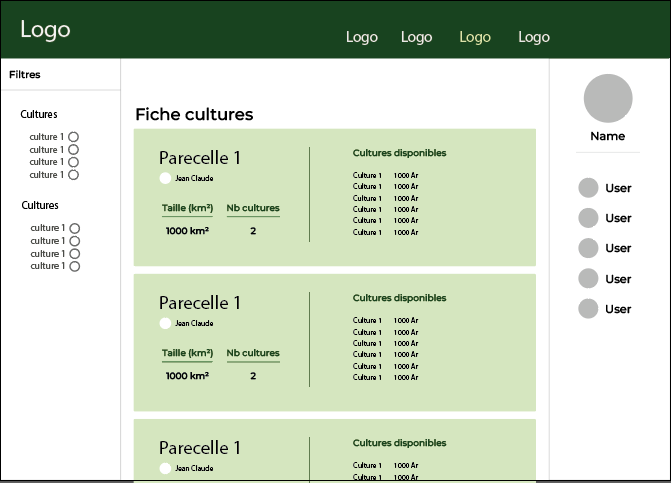 Logo
Logo Logo Logo Logo
Filtres
Cultures
culture 1
culture 1
culture 1
culture 1
Cultures
culture 1
culture 1
culture 1
culture 1
Fiche cultures
Parecelle 1
Jean Claude
Taille (km²) Nb cultures
1000 km² 2
Cultures disponibles
Culture 1 1000 Ar
Culture 1 1000 Ar
Culture 1 1000 Ar
Culture 1 1000 Ar
Culture 1 1000 Ar
Culture 1 1000 Ar
Parecelle 1
Jean Claude
Taille (km²) Nb cultures
1000 km² 2
Cultures disponibles
Culture 1 1000 Ar
Culture 1 1000 Ar
Culture 1 1000 Ar
Culture 1 1000 Ar
Culture 1 1000 Ar
Culture 1 1000 Ar
Parecelle 1
Jean Claude
Cultures disponibles
Culture 1 1000 Ar
Culture 1 1000 Ar
Name
User
User
User
User
User